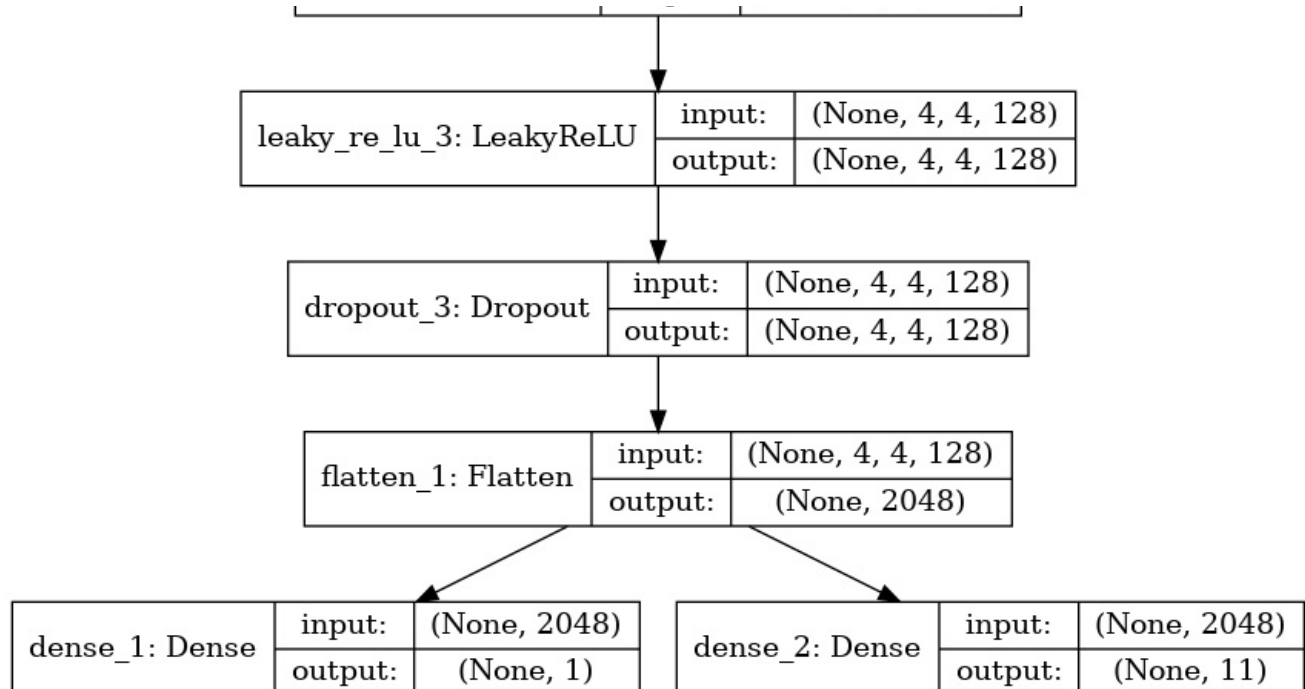 leaky_re_lu_3: LeakyReLU
input:
(None, 4, 4, 128)
output:
(None, 4, 4, 128)
dropout_3: Dropout
input:
(None, 4, 4, 128)
output:
(None, 4, 4, 128)
flatten_1: Flatten
input:
(None, 4, 4, 128)
output:
(None, 2048)
dense_1: Dense
input:
(None, 2048)
output:
(None, 1)
dense_2: Dense
input:
(None, 2048)
output:
(None, 11)